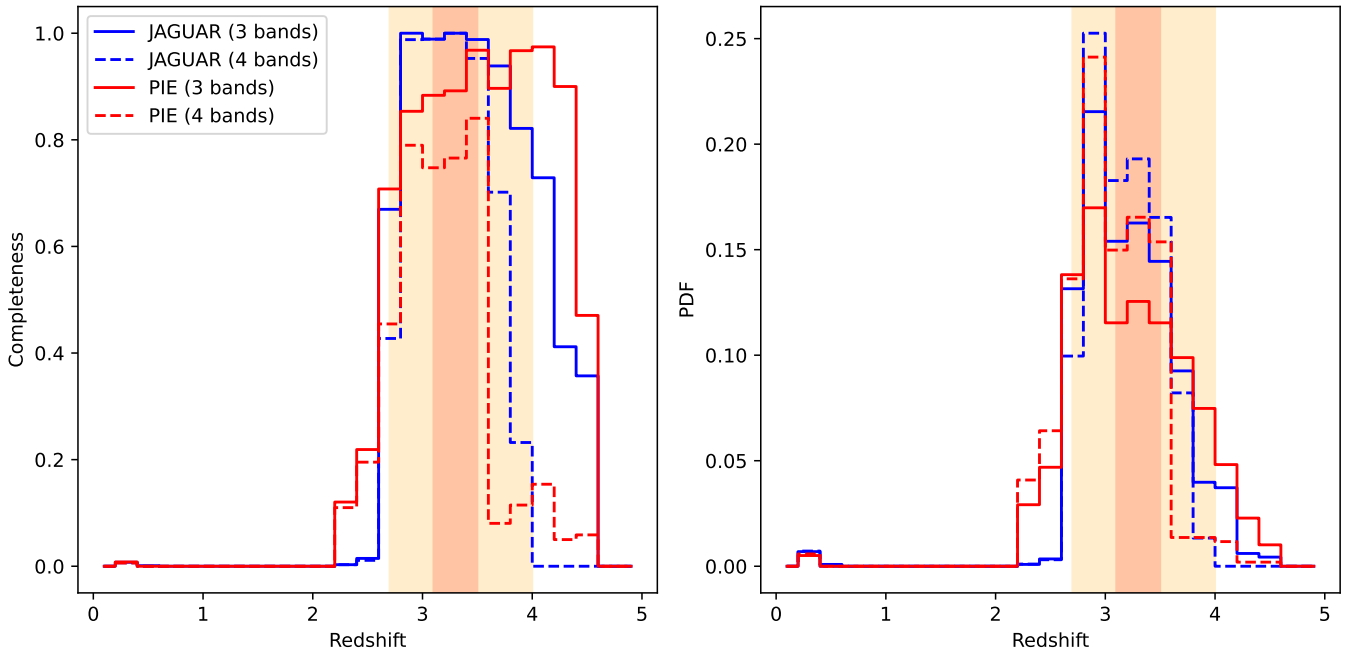 JAGUAR (3 bands)
JAGUAR (4 bands)
PIE (3 bands)
PIE (4 bands)
Completeness
1.0
0.8
0.6
0.4
0.2
0.0
0 1 2 3 4 5
Redshift
PDF
0.25
0.20
0.15
0.10
0.05
0.00
0 1 2 3 4 5
Redshift